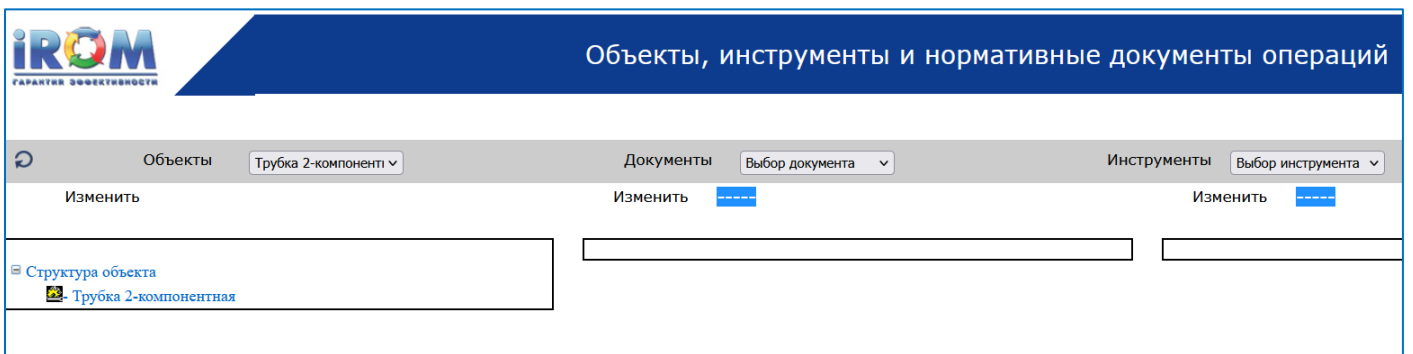 iROM
ГАРАНТИЯ ЭФФЕКТИВНОСТИ
Объекты, инструменты и нормативные документы операций
Объекты Трубка 2-компонентı Документы Выбор документа Инструменты Выбор инструмента
Изменить Изменить ----- Изменить -----
Структура объекта
- Трубка 2-компонентная